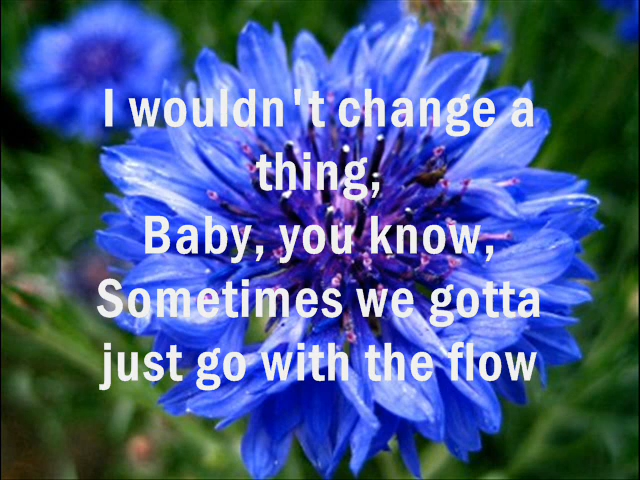 I wouldn't change a
thing,
Baby, you know,
Sometimes we gotta
just go with the flow